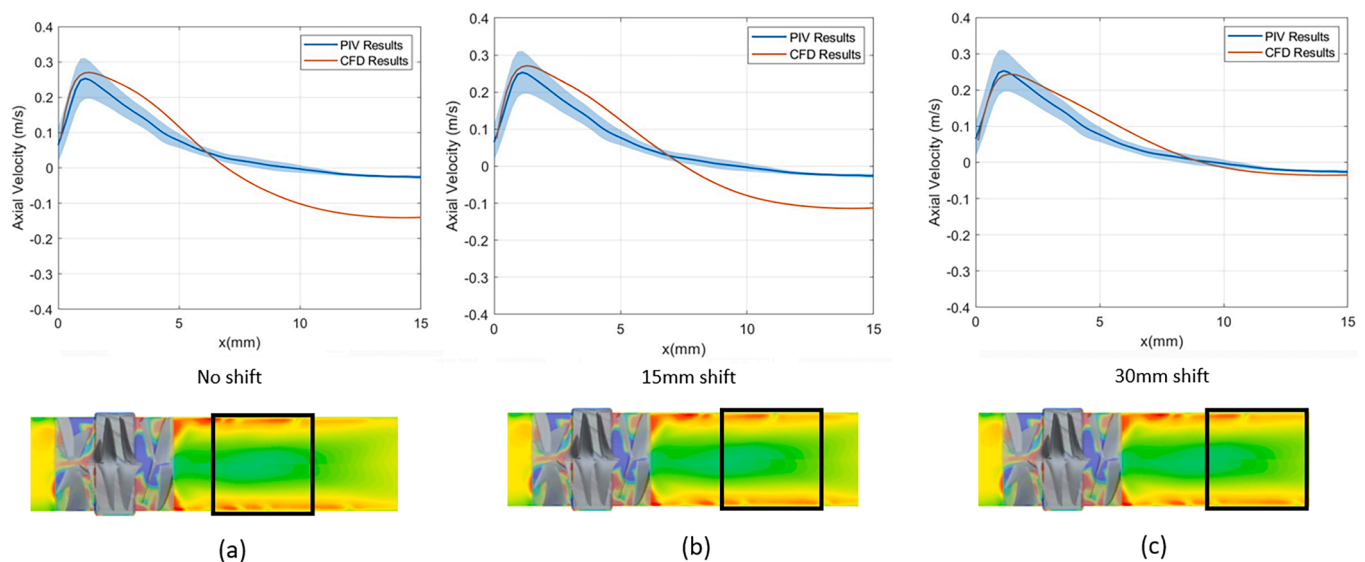 0.4
0.3
0.2
0.1
0
-0.1
-0.2
-0.3
-0.4
Axial Velocity (m/s)
PIV Results
CFD Results
0 5 10 15
x(mm)
No shift
(a)
0.4
0.3
0.2
0.1
0
-0.1
-0.2
-0.3
-0.4
Axial Velocity (m/s)
PIV Results
CFD Results
0 5 10 15
x(mm)
15mm shift
(b)
0.4
0.3
0.2
0.1
0
-0.1
-0.2
-0.3
-0.4
Axial Velocity (m/s)
PIV Results
CFD Results
0 5 10 15
x(mm)
30mm shift
(c)